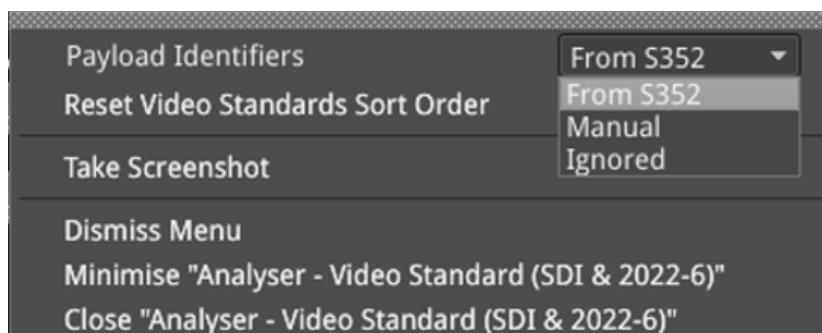 Payload Identifiers From S352
From S352
Reset Video Standards Sort Order
Manual
Ignored
Take Screenshot
Dismiss Menu
Minimise "Analyser - Video Standard (SDI & 2022-6)"
Close "Analyser - Video Standard (SDI & 2022-6)"